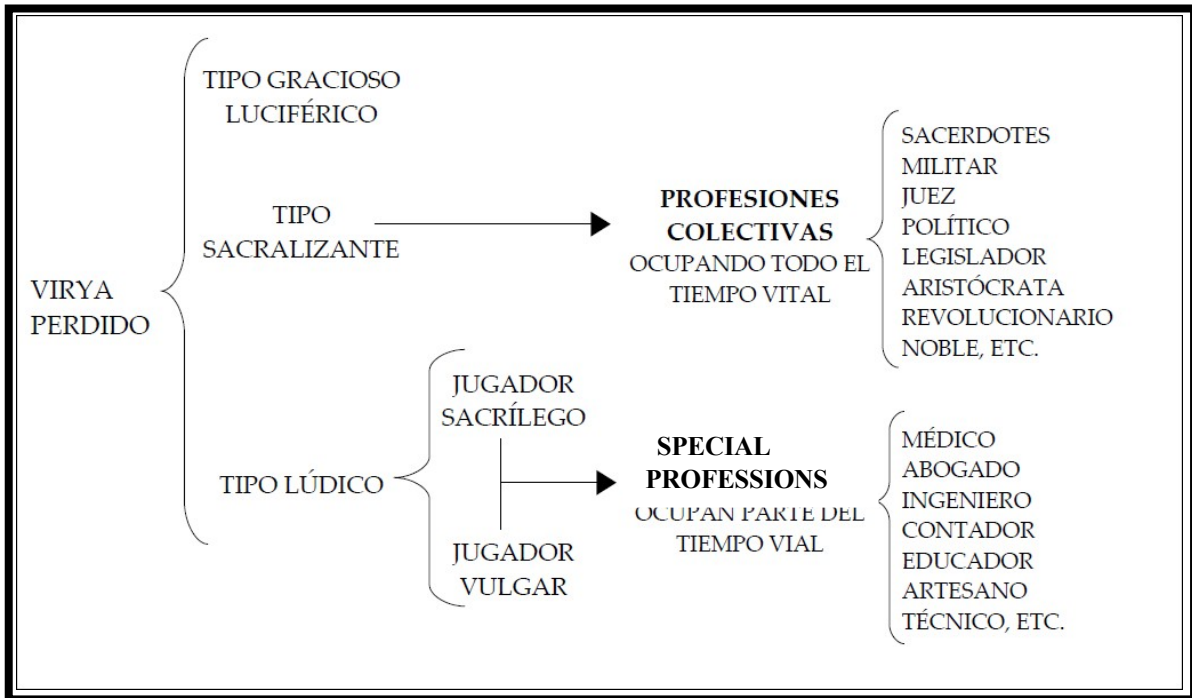 TIPO GRACIOSO
LUCIFÉRICO
TIPO
SACRALIZANTE
VIRYA
PERDIDO
PROFESIONES
COLECTIVAS
OCUPANDO TODO EL
TIEMPO VITAL
SACERDOTES
MILITAR
JUEZ
POLÍTICO
LEGISLADOR
ARISTÓCRATA
REVOLUCIONARIO
NOBLE, ETC.
TIPO LÚDICO
JUGADOR
SACRÍLEGO
JUGADOR
VULGAR
SPECIAL
PROFESSIONS
OCUPAN PARTE DEL
TIEMPO VIAL
MÉDICO
ABOGADO
INGENIERO
CONTADOR
EDUCADOR
ARTESANO
TÉCNICO, ETC.